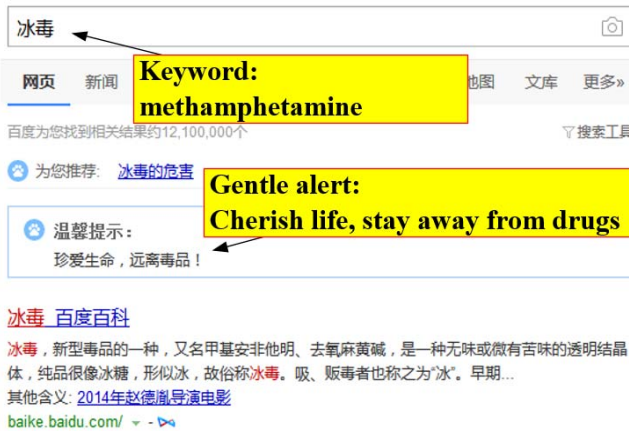 冰毒
Keyword:
methamphetamine
网页 新闻 地图 文库 更多»
百度为您找到相关结果约12,100,000个 搜索工具
为您推荐: 冰毒的危害
Gentle alert:
Cherish life, stay away from drugs
温馨提示：
珍爱生命，远离毒品！
冰毒_百度百科
冰毒，新型毒品的一种，又名甲基安非他明、去氧麻黄碱，是一种无味或微有苦味的透明结晶
体，纯品很像冰糖，形似冰，故俗称冰毒。吸、贩毒者也称之为“冰”。早期...
其他含义: 2014年赵德胤导演电影
baike.baidu.com/ -